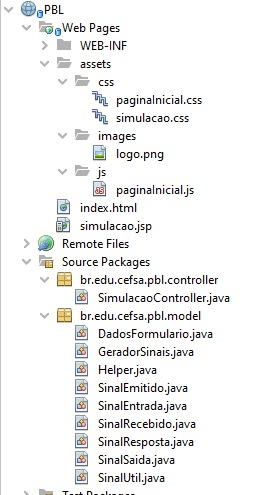 PBL
Web Pages
WEB-INF
assets
css
paginaInicial.css
simulacao.css
images
logo.png
js
paginaInicial.js
index.html
simulacao.jsp
Remote Files
Source Packages
br.edu.cefsa.pbl.controller
SimulacaoController.java
br.edu.cefsa.pbl.model
DadosFormulario.java
GeradorSinais.java
Helper.java
SinalEmitido.java
SinalEntrada.java
SinalRecebido.java
SinalResposta.java
SinalSaida.java
SinalUtil.java
Test Packages